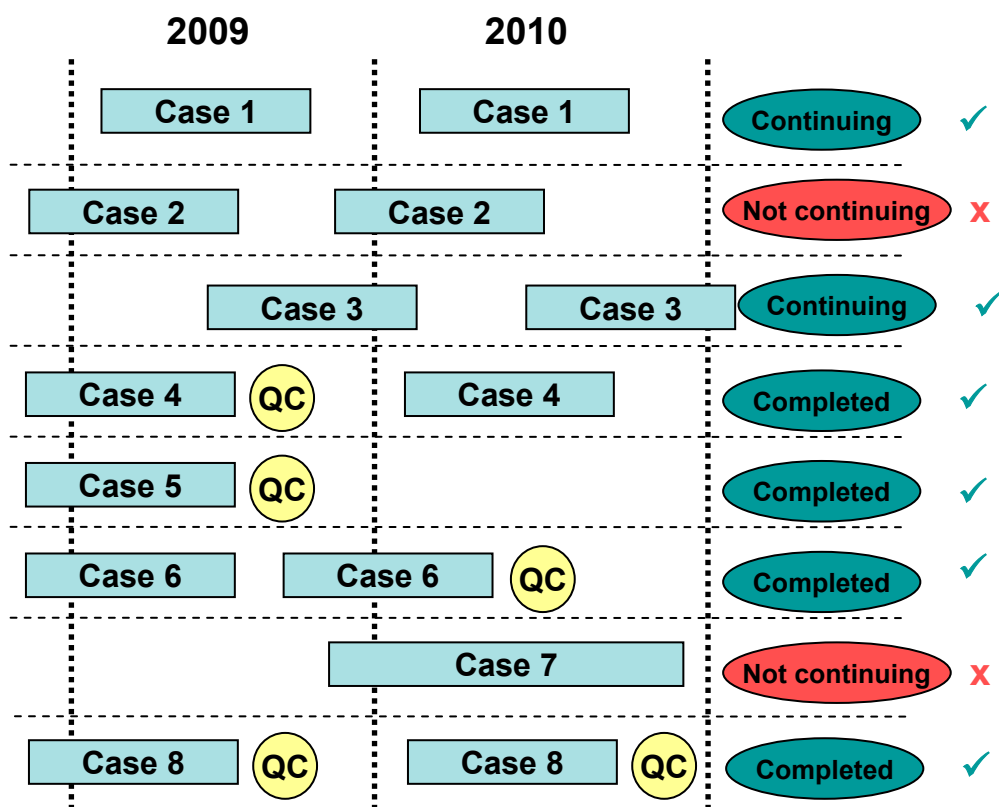 2009 2010
Case 1 Case 1 Continuing ✓
Case 2 Case 2 Not continuing x
Case 3 Case 3 Continuing ✓
Case 4 QC Case 4 Completed ✓
Case 5 QC Completed ✓
Case 6 Case 6 QC Completed ✓
Case 7 Not continuing x
Case 8 QC Case 8 QC Completed ✓